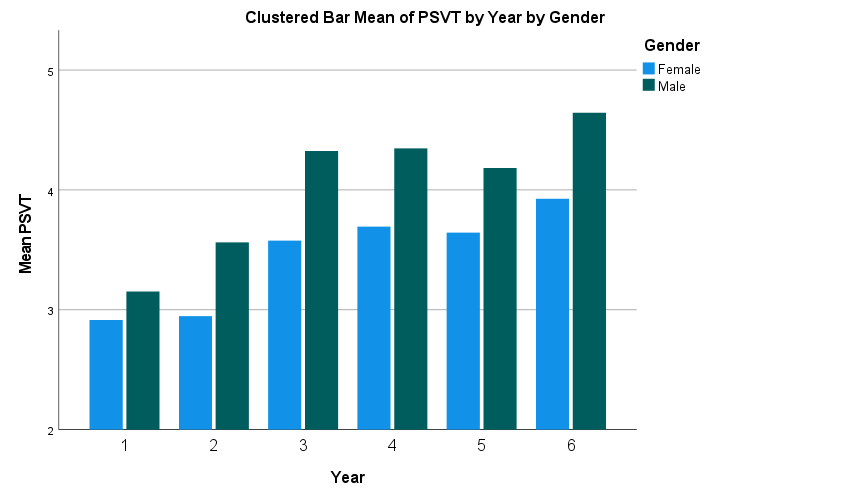 Clustered Bar Mean of PSVT by Year by Gender
Gender
Female
Male
Mean PSVT
5
4
3
2
1 2 3 4 5 6
Year